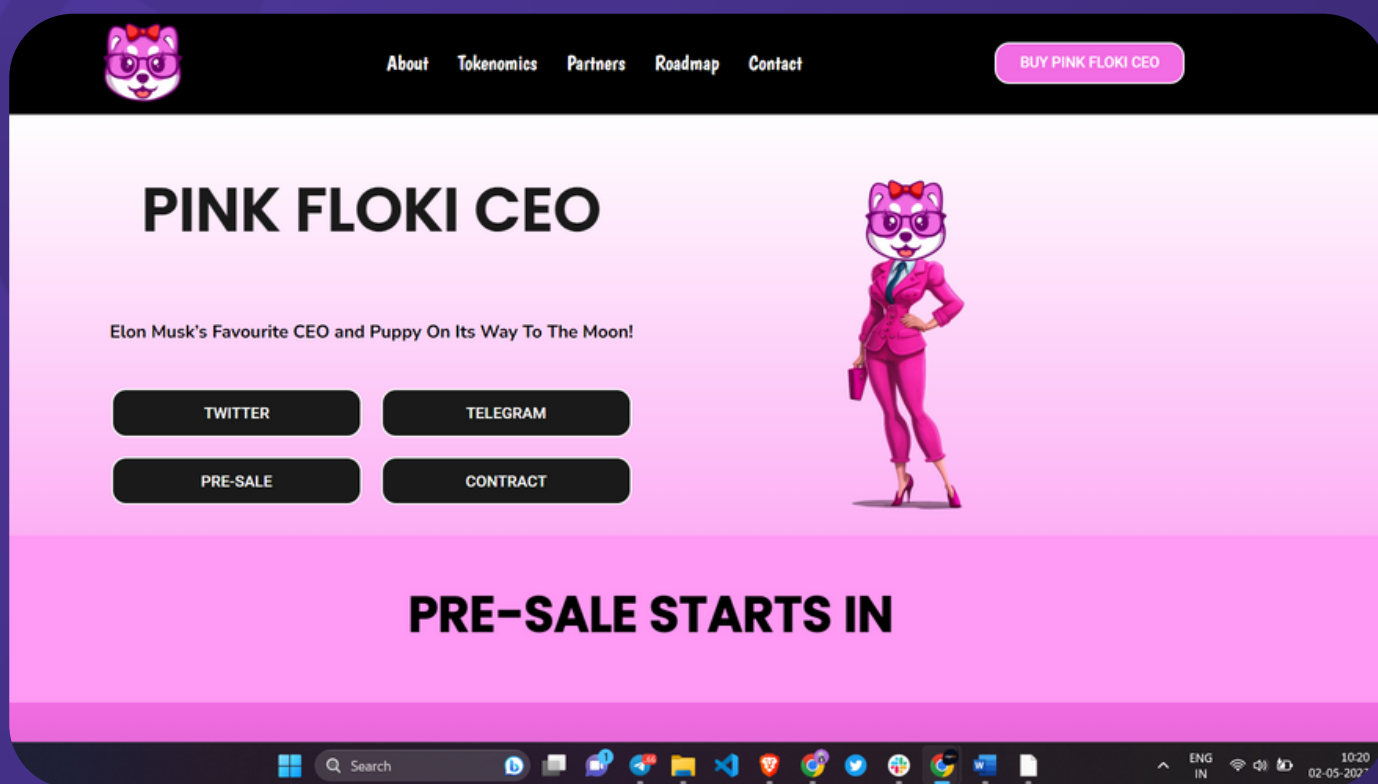 About Tokenomics Partners Roadmap Contact BUY PINK FLOKI CEO
PINK FLOKI CEO
Elon Musk's Favourite CEO and Puppy On Its Way To The Moon!
TWITTER TELEGRAM
PRE-SALE CONTRACT
PRE-SALE STARTS IN
Search
ENG
IN
10:20